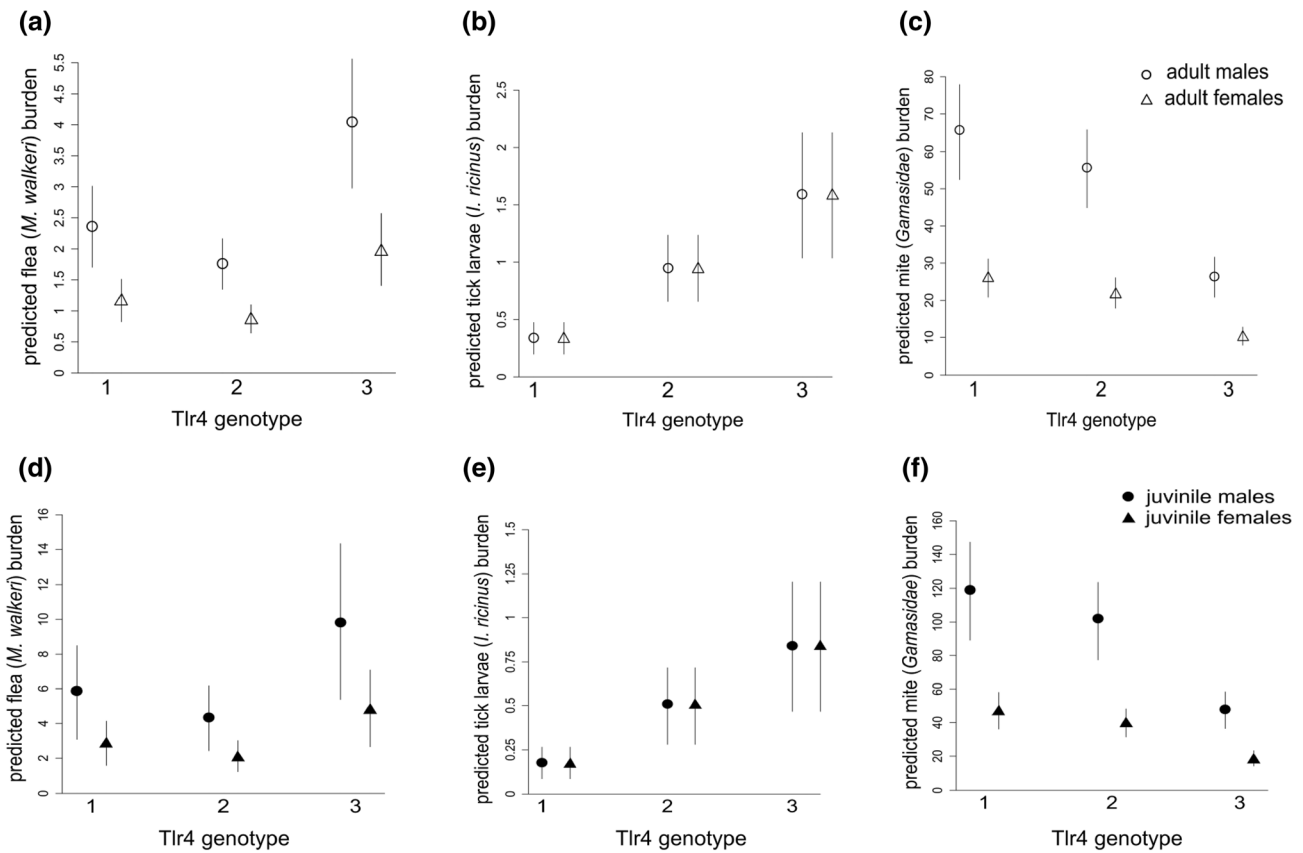 (a)
predicted flea (M. walkeri) burden
0 0.5 1 1.5 2 2.5 3 3.5 4 4.5 5.5
1 2 3
Tlr4 genotype
(b)
predicted tick larvae (I. ricinus) burden
0 0.5 1 1.5 2 2.5
1 2 3
Tlr4 genotype
(c)
predicted mite (Gamasidae) burden
0 10 20 30 40 50 60 70 80
adult males
adult females
1 2 3
Tlr4 genotype
(d)
predicted flea (M. walkeri) burden
0 2 4 6 8 10 12 14 16
1 2 3
Tlr4 genotype
(e)
predicted tick larvae (I. ricinus) burden
0 0.25 0.5 0.75 1 1.25 1.5
1 2 3
Tlr4 genotype
(f)
predicted mite (Gamasidae) burden
0 20 40 60 80 100 120 140 160
juvinile males
juvinile females
1 2 3
Tlr4 genotype